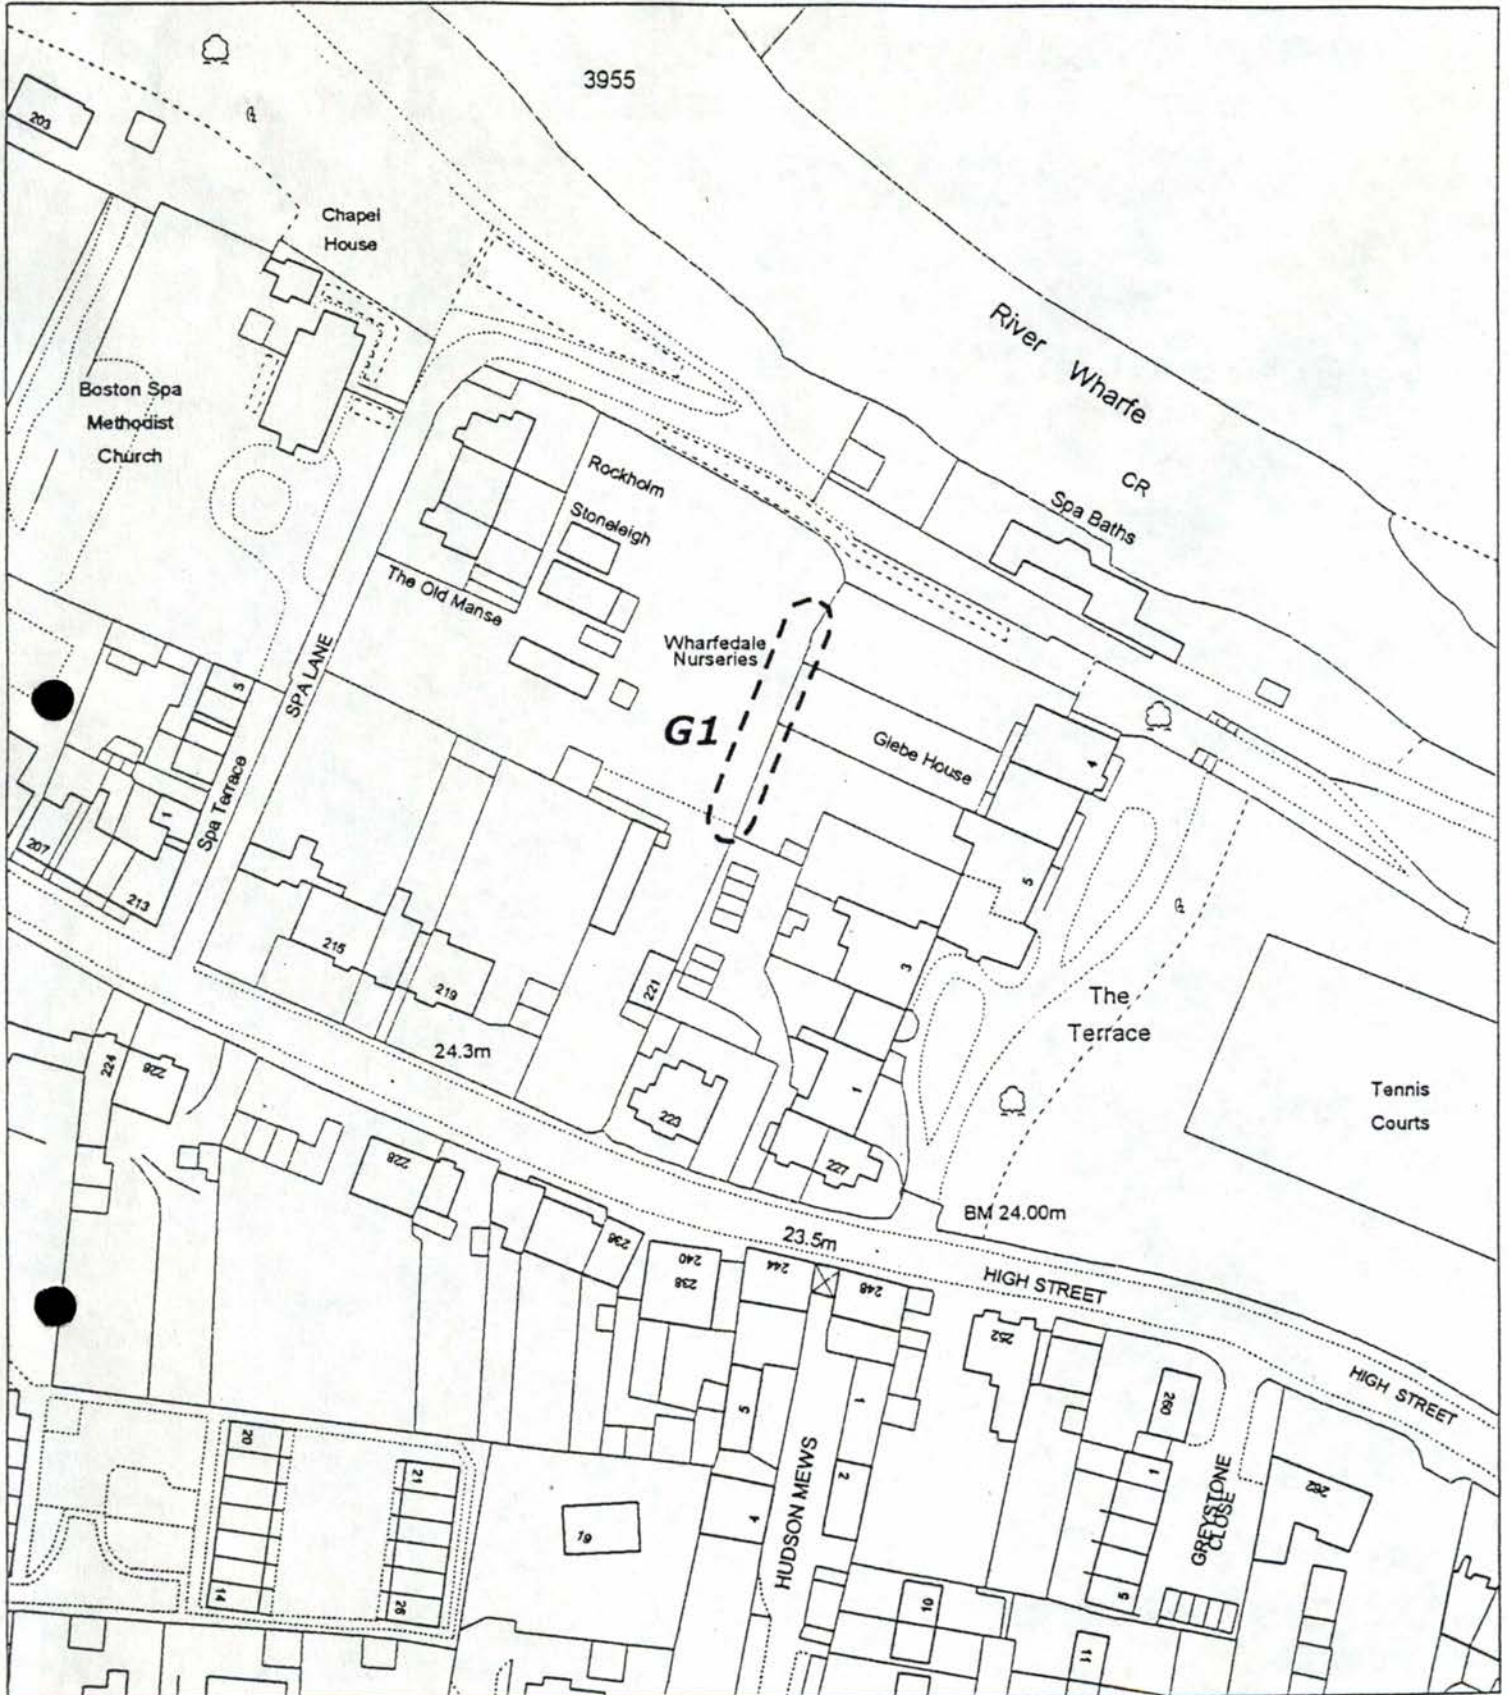 3955
203
Chapel
House
River Wharfe
Boston Spa
Methodist
Church
CR
Spa Baths
Rockholm
Stoneleigh
The Old Manse
Wharfedale
Nurseries
SPA LANE
5
G1
Glebe House
4
Spa Terrace
1
207
213
5
215
219
221
3
The
Terrace
24.3m
224
226
223
1
Tennis
Courts
228
227
BM 24.00m
236
23.5m
240
238
244
248
HIGH STREET
252
HIGH STREET
260
5
1
20
21
2
1
HUDSON MEWS
GREYSTONE
CLOSE
262
19
4
14
26
10
5
11